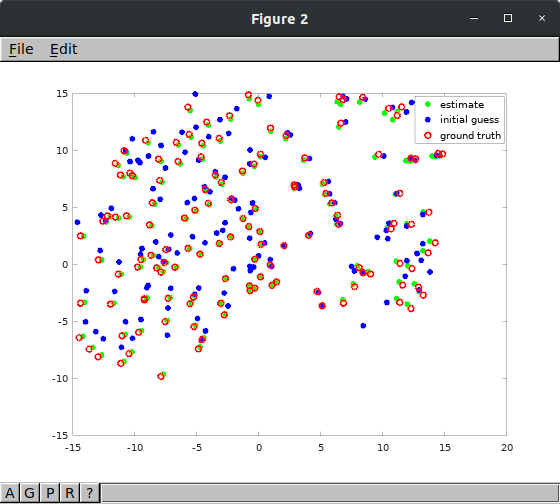 Figure 2
File Edit
estimate
initial guess
ground truth
15
10
5
0
-5
-10
-15
-15 -10 -5 0 5 10 15 20
A G P R ?